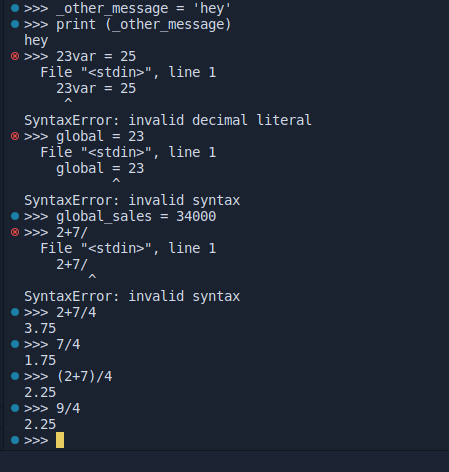 >>> _other_message = 'hey'
>>> print (_other_message)
hey
>>> 23var = 25
  File "<stdin>", line 1
    23var = 25
     ^
SyntaxError: invalid decimal literal
>>> global = 23
  File "<stdin>", line 1
    global = 23
           ^
SyntaxError: invalid syntax
>>> global_sales = 34000
>>> 2+7/
  File "<stdin>", line 1
    2+7/
        ^
SyntaxError: invalid syntax
>>> 2+7/4
3.75
>>> 7/4
1.75
>>> (2+7)/4
2.25
>>> 9/4
2.25
>>>